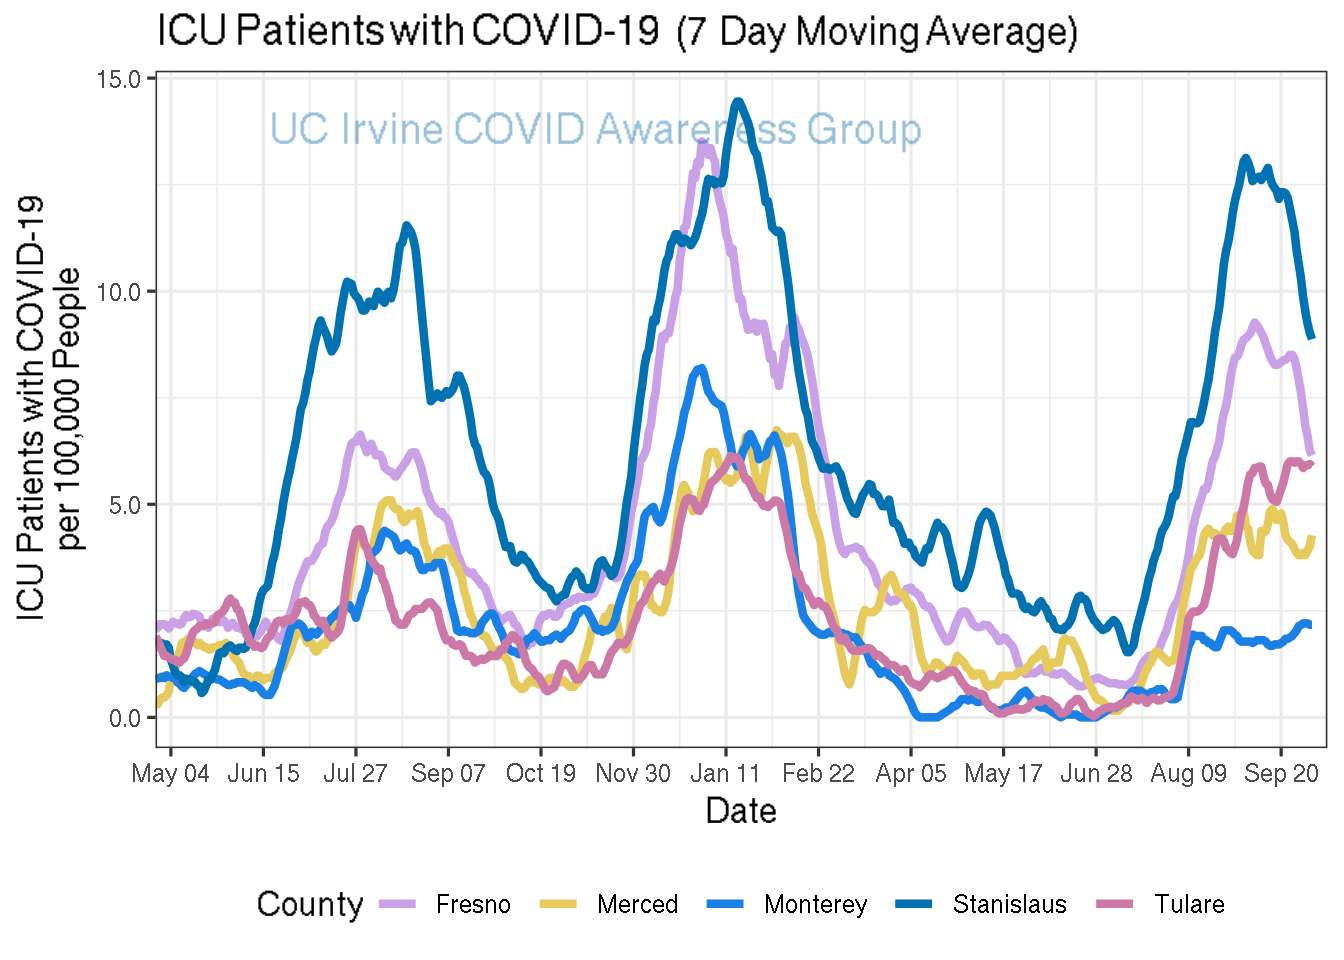 ICU Patients with COVID-19 (7 Day Moving Average)
UC Irvine COVID Awareness Group
ICU Patients with COVID-19
per 100,000 People
15.0
10.0
5.0
0.0
May 04 Jun 15 Jul 27 Sep 07 Oct 19 Nov 30 Jan 11 Feb 22 Apr 05 May 17 Jun 28 Aug 09 Sep 20
Date
County Fresno Merced Monterey Stanislaus Tulare